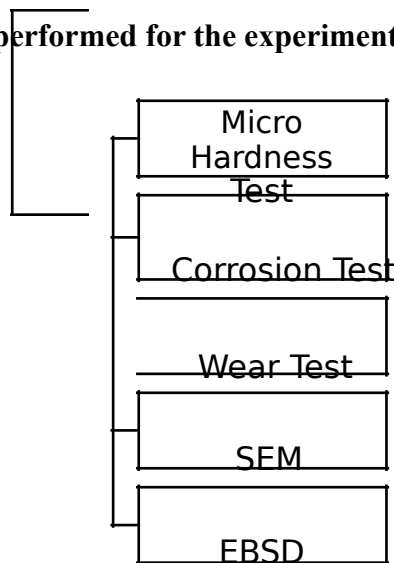 performed for the experiment
Micro
Hardness
Test
Corrosion Test
Wear Test
SEM
EBSD